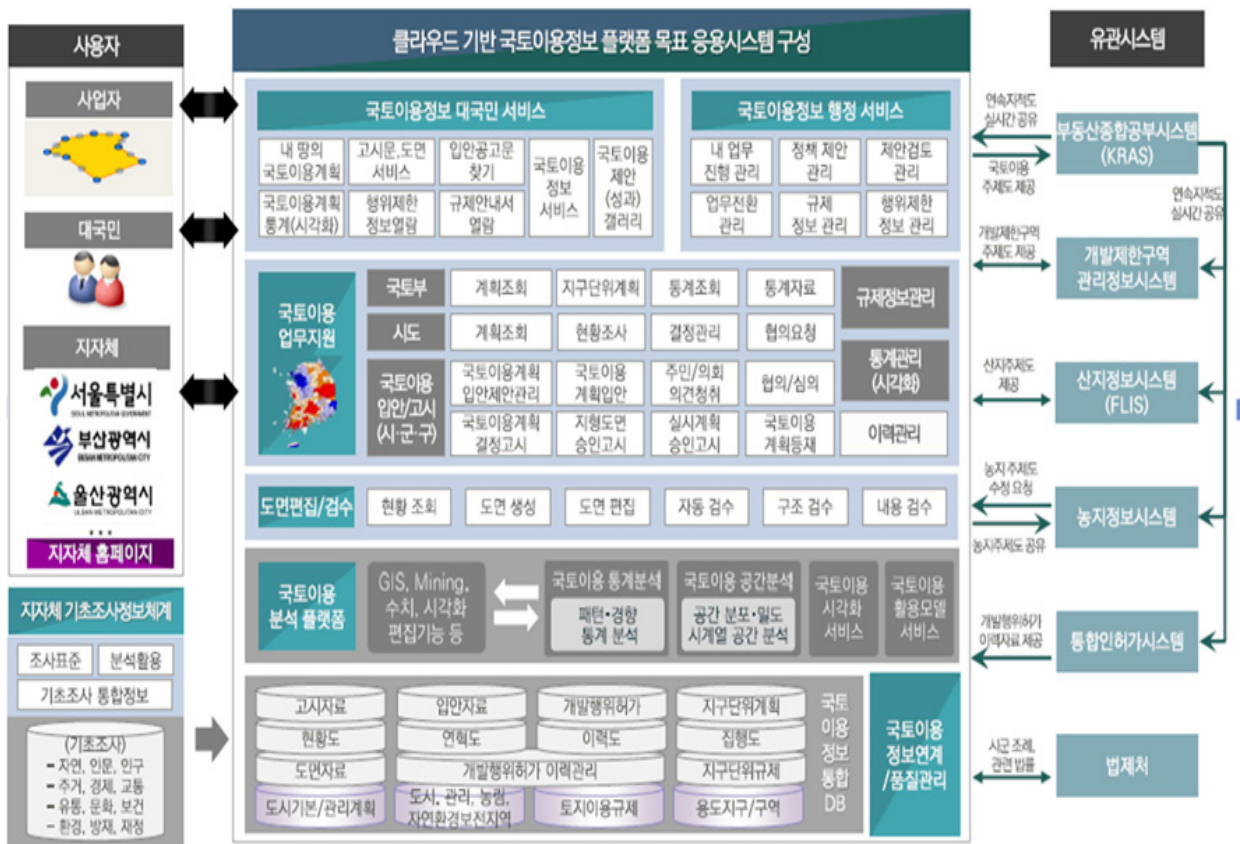 사용자
사업자
대국민
지자체
서울특별시
SEOUL METROPOLITAN GOVERNMENT
부산광역시
BUSAN METROPOLITAN CITY
울산광역시
ULSAN METROPOLITAN CITY
...
지자체 홈페이지
지자체 기초조사정보체계
조사표준
분석활용
기초조사 통합정보
(기초조사)
- 자연, 인문, 인구
- 주거, 경제, 교통
- 유통, 문화, 보건
- 환경, 방재, 재정
클라우드 기반 국토이용정보 플랫폼 목표 응용시스템 구성
국토이용정보 대국민 서비스
내 땅의
국토이용계획
고시문,도면
서비스
입안공고문
찾기
국토이용
정보
서비스
국토이용
제안
(성과)
갤러리
국토이용계획
통계(시각화)
행위제한
정보열람
규제안내서
열람
국토이용정보 행정 서비스
내 업무
진행 관리
정책 제안
관리
제안검토
관리
업무전환
관리
규제
정보 관리
행위제한
정보 관리
국토이용
업무지원
국토부
계획조회
지구단위계획
통계조회
통계자료
시도
계획조회
현황조사
결정관리
협의요청
국토이용
입안/고시
(시·군·구)
국토이용계획
입안제안관리
국토이용
계획입안
주민/의회
의견청취
협의/심의
국토이용계획
결정고시
지형도면
승인고시
실시계획
승인고시
국토이용
계획등재
규제정보관리
통계관리
(시각화)
이력관리
도면편집/검수
현황 조회
도면 생성
도면 편집
자동 검수
구조 검수
내용 검수
국토이용
분석 플랫폼
GIS, Mining,
수치, 시각화
편집기능 등
국토이용 통계분석
패턴·경향
통계 분석
국토이용 공간분석
공간 분포·밀도
시계열 공간 분석
국토이용
시각화
서비스
국토이용
활용모델
서비스
고시자료
입안자료
개발행위허가
지구단위계획
현황도
연혁도
이력도
집행도
도면자료
개발행위허가 이력관리
지구단위규제
도시기본/관리계획
도시, 관리, 농림,
자연환경보전지역
토지이용규제
용도지구/구역
국토
이용
정보
통합
DB
국토이용
정보연계
/품질관리
유관시스템
연속지적도
실시간 공유
국토이용
주제도 제공
부동산종합공부시스템
(KRAS)
연속지적도
실시간 공유
개발제한구역
주제도 제공
개발제한구역
관리정보시스템
산지주제도
제공
산지정보시스템
(FLIS)
농지 주제도
수정 요청
농지주제도 공유
농지정보시스템
개발행위허가
이력자료 제공
통합인허가시스템
시군 조례,
관련 법률
법제처